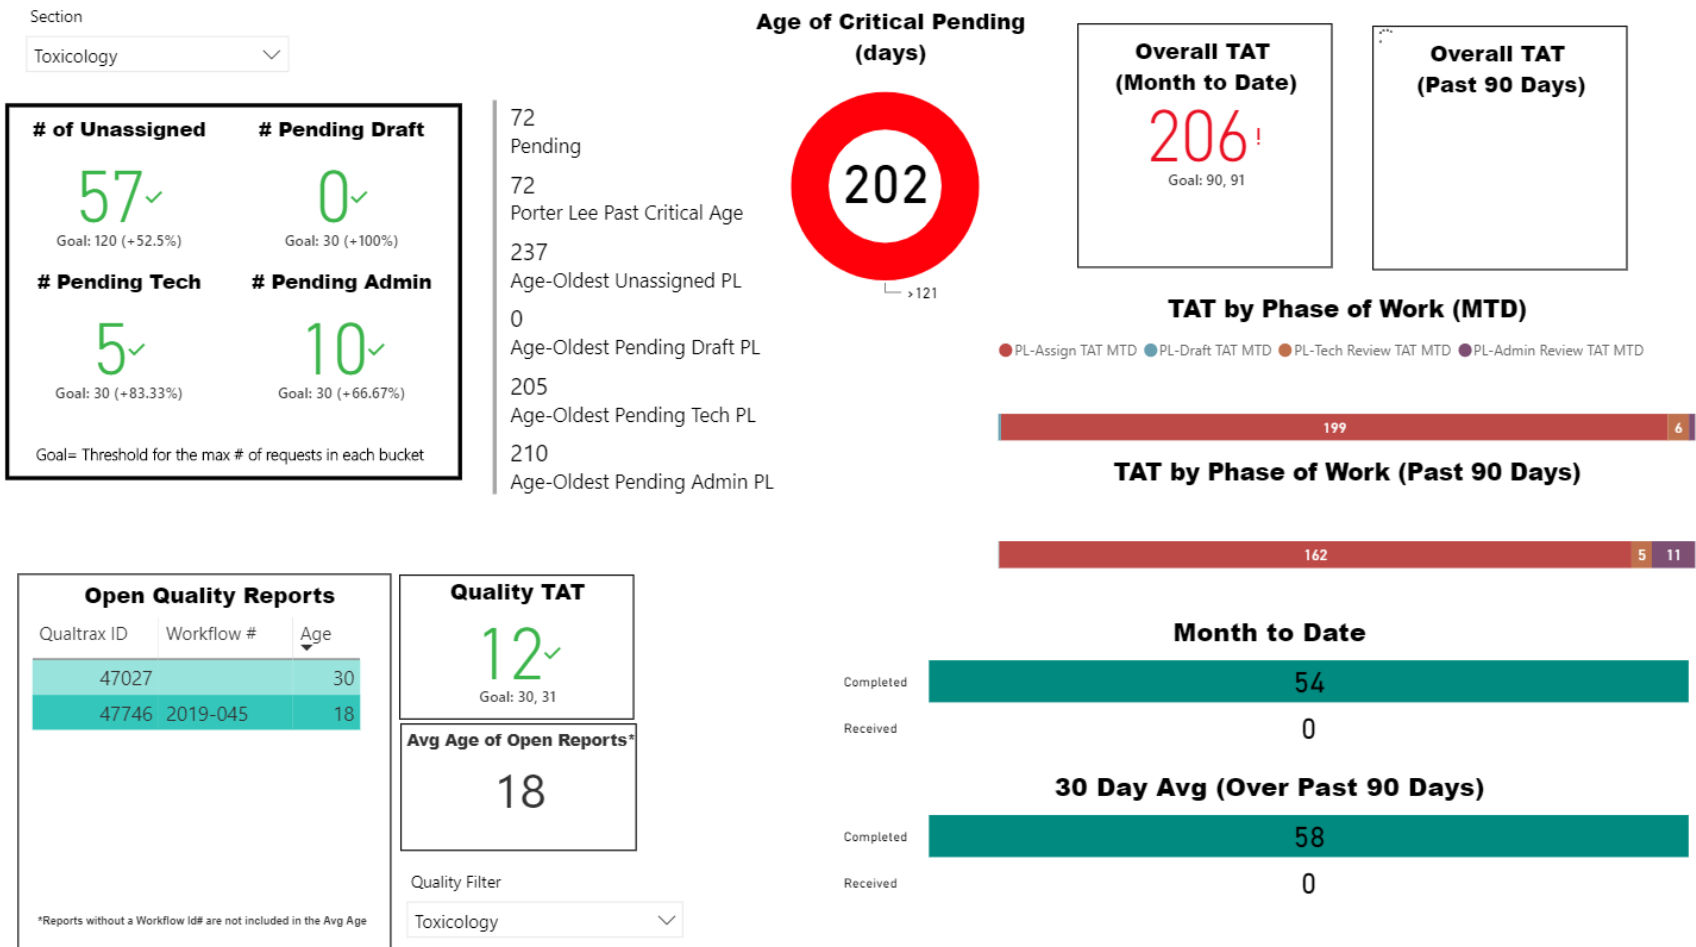 Section
Toxicology
# of Unassigned
# Pending Draft
57
0
Goal: 120 (+52.5%)
Goal: 30 (+100%)
# Pending Tech
# Pending Admin
5
10
Goal: 30 (+83.33%)
Goal: 30 (+66.67%)
Goal= Threshold for the max # of requests in each bucket
72
Pending
72
Porter Lee Past Critical Age
237
Age-Oldest Unassigned PL
0
Age-Oldest Pending Draft PL
205
Age-Oldest Pending Tech PL
210
Age-Oldest Pending Admin PL
Age of Critical Pending
(days)
202
>121
Overall TAT
(Month to Date)
206!
Goal: 90, 91
Overall TAT
(Past 90 Days)
TAT by Phase of Work (MTD)
PL-Assign TAT MTD PL-Draft TAT MTD PL-Tech Review TAT MTD PL-Admin Review TAT MTD
199 6
TAT by Phase of Work (Past 90 Days)
162 5 11
Open Quality Reports
Qualtrax ID Workflow # Age
47027 30
47746 2019-045 18
*Reports without a Workflow Id# are not included in the Avg Age
Quality TAT
12
Goal: 30, 31
Avg Age of Open Reports*
18
Quality Filter
Toxicology
Month to Date
Completed 54
Received 0
30 Day Avg (Over Past 90 Days)
Completed 58
Received 0